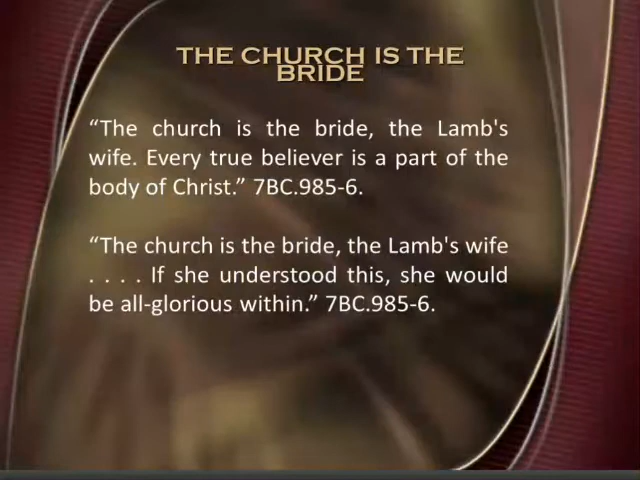 THE CHURCH IS THE
BRIDE
“The church is the bride, the Lamb's
wife. Every true believer is a part of the
body of Christ.” 7BC.985-6.
“The church is the bride, the Lamb's wife
. . . . If she understood this, she would
be all-glorious within.” 7BC.985-6.